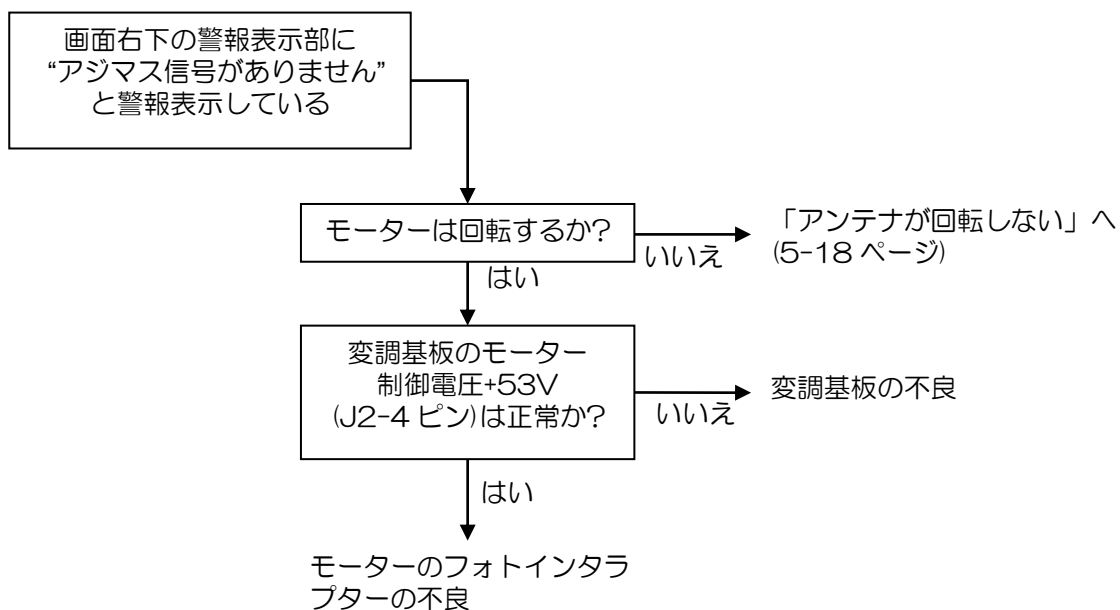 画面右下の警報表示部に
“アジマス信号がありません”
と警報表示している
モーターは回転するか?
いいえ
「アンテナが回転しない」へ
(5-18 ページ)
はい
変調基板のモーター
制御電圧+53V
(J2-4 ピン)は正常か?
いいえ
変調基板の不良
はい
モーターのフォトインタラ
プターの不良